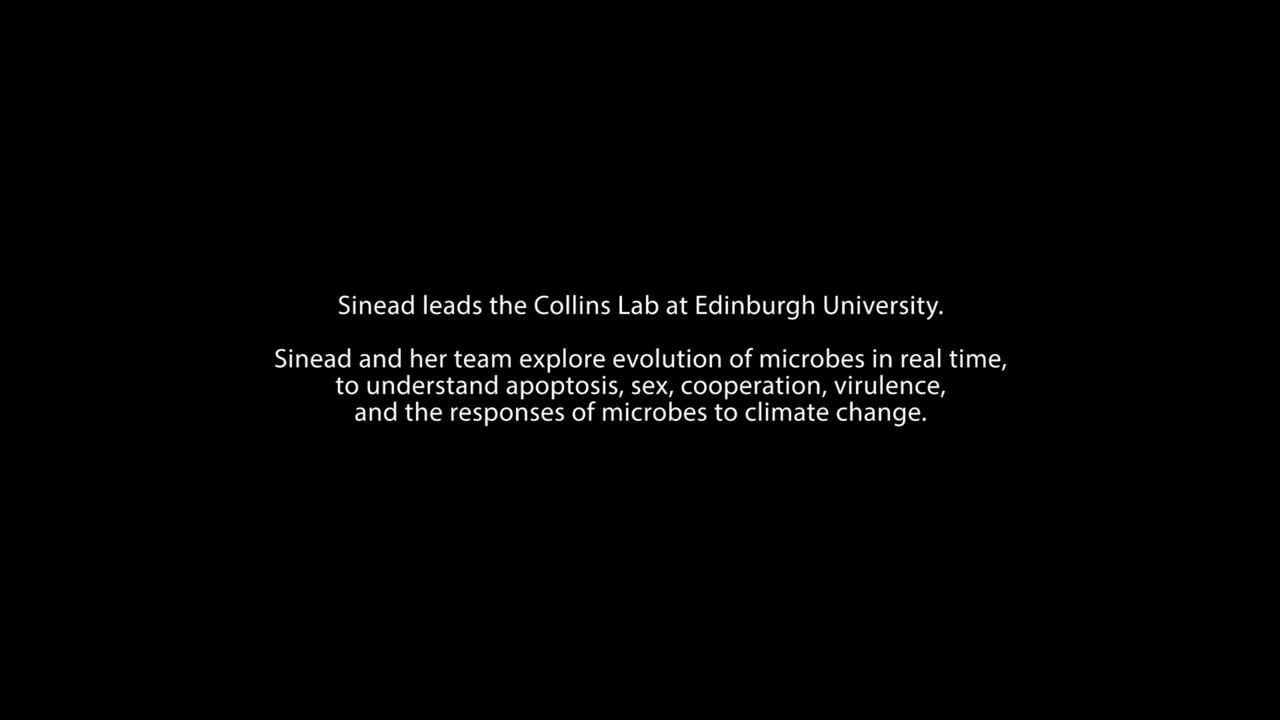 Sinead leads the Collins Lab at Edinburgh University.
Sinead and her team explore evolution of microbes in real time,
to understand apoptosis, sex, cooperation, virulence,
and the responses of microbes to climate change.